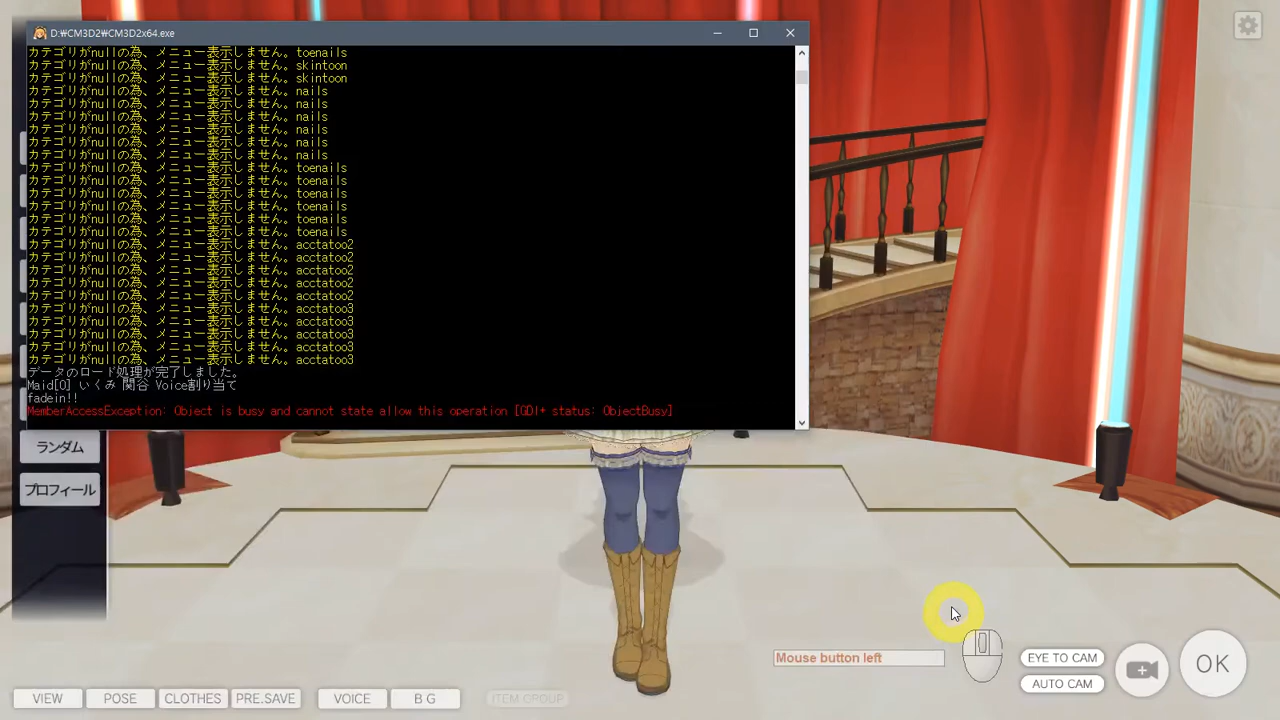 D:₩CM3D2₩CM3D2x64.exe
カテゴリがnullの為、メニュー表示しません。toenails
カテゴリがnullの為、メニュー表示しません。skintoon
カテゴリがnullの為、メニュー表示しません。skintoon
カテゴリがnullの為、メニュー表示しません。nails
カテゴリがnullの為、メニュー表示しません。nails
カテゴリがnullの為、メニュー表示しません。nails
カテゴリがnullの為、メニュー表示しません。nails
カテゴリがnullの為、メニュー表示しません。nails
カテゴリがnullの為、メニュー表示しません。nails
カテゴリがnullの為、メニュー表示しません。toenails
カテゴリがnullの為、メニュー表示しません。toenails
カテゴリがnullの為、メニュー表示しません。toenails
カテゴリがnullの為、メニュー表示しません。toenails
カテゴリがnullの為、メニュー表示しません。toenails
カテゴリがnullの為、メニュー表示しません。toenails
カテゴリがnullの為、メニュー表示しません。acctatoo2
カテゴリがnullの為、メニュー表示しません。acctatoo2
カテゴリがnullの為、メニュー表示しません。acctatoo2
カテゴリがnullの為、メニュー表示しません。acctatoo2
カテゴリがnullの為、メニュー表示しません。acctatoo2
カテゴリがnullの為、メニュー表示しません。acctatoo3
カテゴリがnullの為、メニュー表示しません。acctatoo3
カテゴリがnullの為、メニュー表示しません。acctatoo3
カテゴリがnullの為、メニュー表示しません。acctatoo3
カテゴリがnullの為、メニュー表示しません。acctatoo3
データのロード処理が完了しました。
Maid[0] いくみ 関谷 Voice割り当て
fadein!!
MemberAccessException: Object is busy and cannot state allow this operation [GDI+ status: ObjectBusy]
ランダム
プロフィール
Mouse button left
EYE TO CAM
AUTO CAM
OK
VIEW
POSE
CLOTHES
PRE.SAVE
VOICE
B G
ITEM GROUP